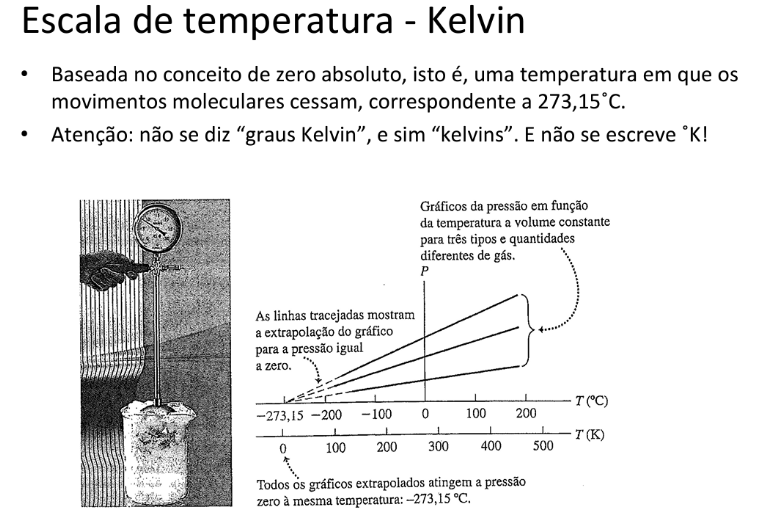 Escala de temperatura - Kelvin
• Baseada no conceito de zero absoluto, isto é, uma temperatura em que os
movimentos moleculares cessam, correspondente a 273,15˚C.
• Atenção: não se diz “graus Kelvin”, e sim “kelvins”. E não se escreve ˚K!
Gráficos da pressão em função
da temperatura a volume constante
para três tipos e quantidades
diferentes de gás.
P
As linhas tracejadas mostram
a extrapolação do gráfico
para a pressão igual
a zero.
−273,15 −200 −100 0 100 200 T (ºC)
0 100 200 300 400 500 T (K)
Todos os gráficos extrapolados atingem a pressão
zero à mesma temperatura: −273,15 ºC.